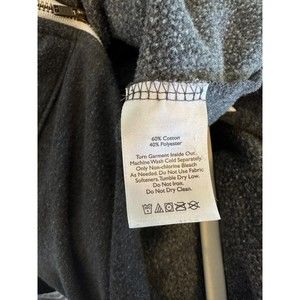 60% Cotton
40% Polyester
Turn Garment Inside Out.
Machine Wash Cold Separately.
Only Non-chlorine Bleach
As Needed. Do Not Use Fabric
Softeners. Tumble Dry Low.
Do Not Iron.
Do Not Dry Clean.